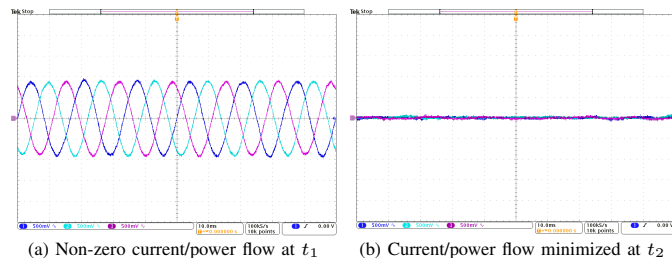 Tek Stop
1 500mV 2 500mV 3 500mV 10.0ms 100kS/s 10k points 1 0.00 V
(a) Non-zero current/power flow at t1
Tek Stop
1 500mV 2 500mV 3 500mV 10.0ms 100kS/s 10k points 1 0.00 V
(b) Current/power flow minimized at t2